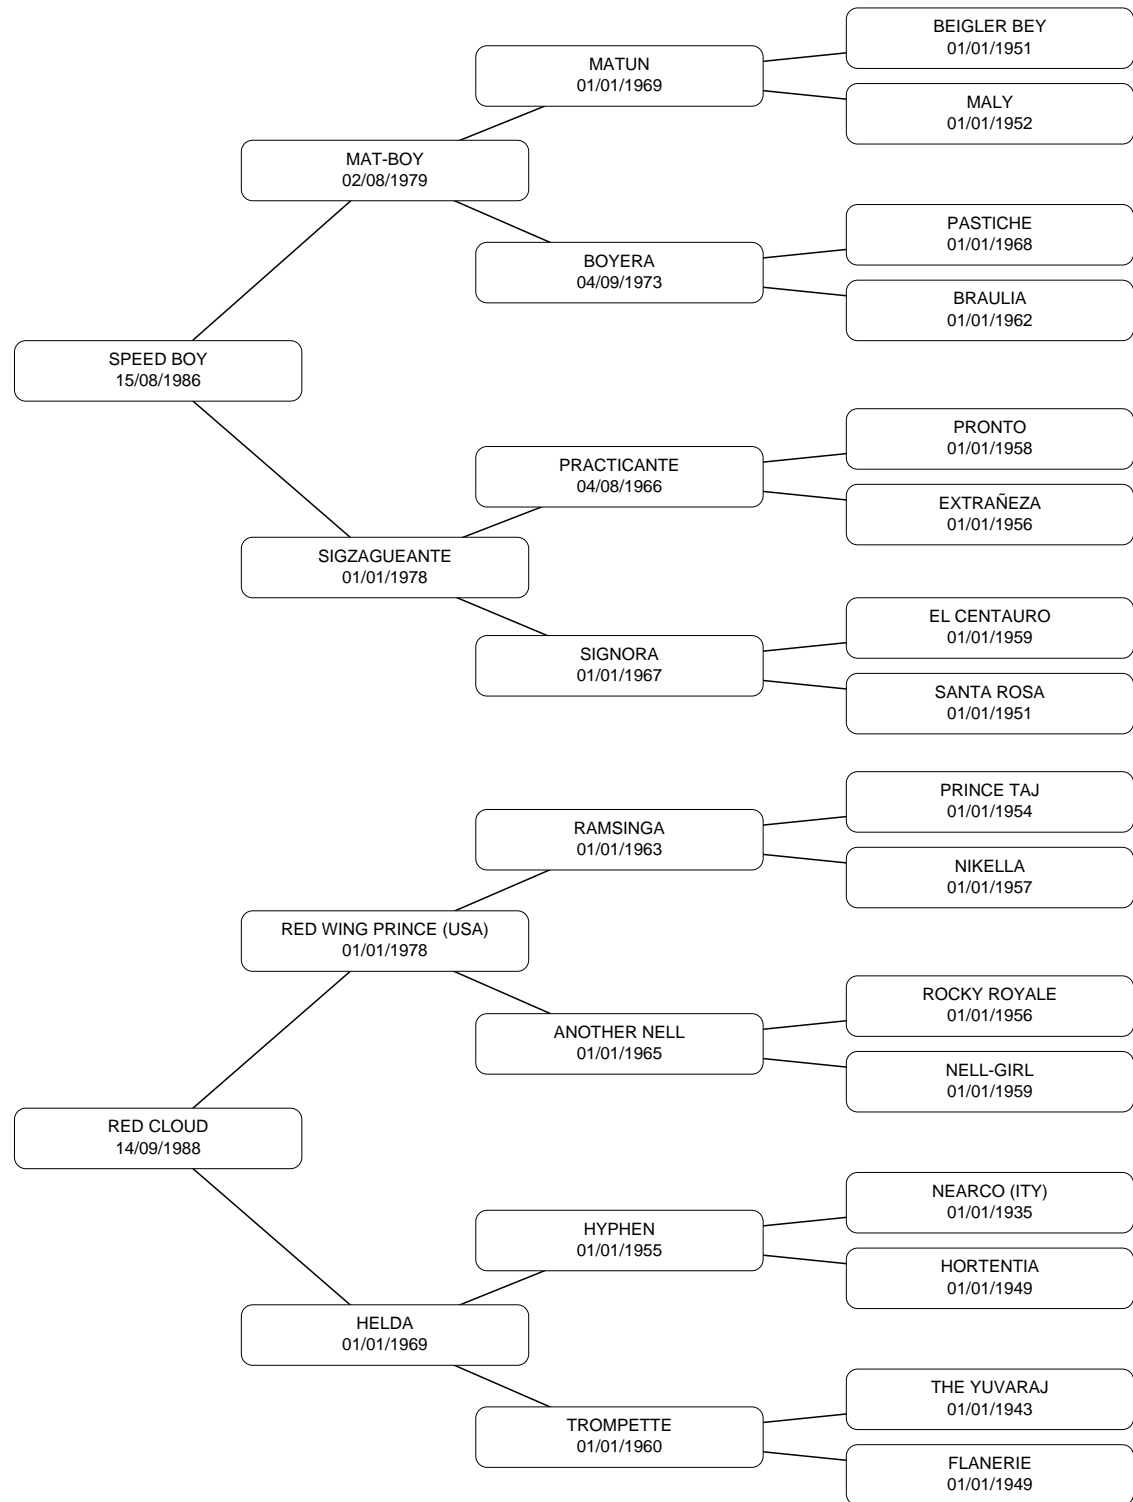 BEIGLER BEY
01/01/1951
MATUN
01/01/1969
MALY
01/01/1952
MAT-BOY
02/08/1979
PASTICHE
01/01/1968
BOYERA
04/09/1973
BRAULIA
01/01/1962
SPEED BOY
15/08/1986
PRONTO
01/01/1958
PRACTICANTE
04/08/1966
EXTRAÑEZA
01/01/1956
SIGZAGUEANTE
01/01/1978
EL CENTAURO
01/01/1959
SIGNORA
01/01/1967
SANTA ROSA
01/01/1951
PRINCE TAJ
01/01/1954
RAMSINGA
01/01/1963
NIKELLA
01/01/1957
RED WING PRINCE (USA)
01/01/1978
ROCKY ROYALE
01/01/1956
ANOTHER NELL
01/01/1965
NELL-GIRL
01/01/1959
RED CLOUD
14/09/1988
NEARCO (ITY)
01/01/1935
HYPHEN
01/01/1955
HORTENTIA
01/01/1949
HELDA
01/01/1969
THE YUVARAJ
01/01/1943
TROMPETTE
01/01/1960
FLANERIE
01/01/1949